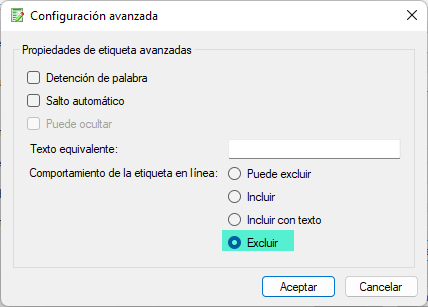 Configuración avanzada
Propiedades de etiqueta avanzadas
Detención de palabra
Salto automático
Puede ocultar
Texto equivalente:
Comportamiento de la etiqueta en línea:
Puede excluir
Incluir
Incluir con texto
Excluir
Aceptar
Cancelar